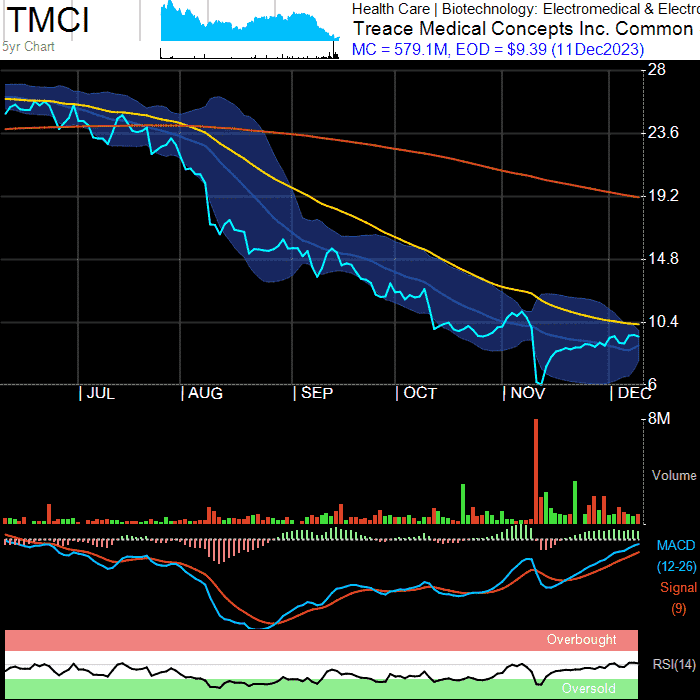 TMCI
5yr Chart
Health Care | Biotechnology: Electromedical & Electro
Treace Medical Concepts Inc. Common
MC = 579.1M, EOD = $9.39 (11Dec2023)
28
23.6
19.2
14.8
10.4
6
| JUL | AUG | SEP | OCT | NOV | DEC
8M
Volume
MACD
(12-26)
Signal
(9)
Overbought
RSI(14)
Oversold